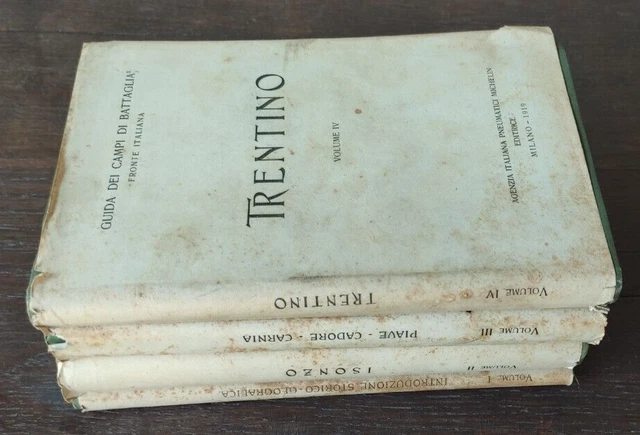 GUIDA DEI CAMPI DI BATTAGLIA
FRONTE ITALIANA
TRENTINO
VOLUME IV
AGENZIA ITALIANA PNEUMATICI MICHELIN
EDITRICE
MILANO - 1919
TRENTINO VOLUME IV
PIAVE - CADORE - CARNIA VOLUME III
ISONZO VOLUME II
INTRODUZIONE STORICO-GEOGRAFICA VOLUME I